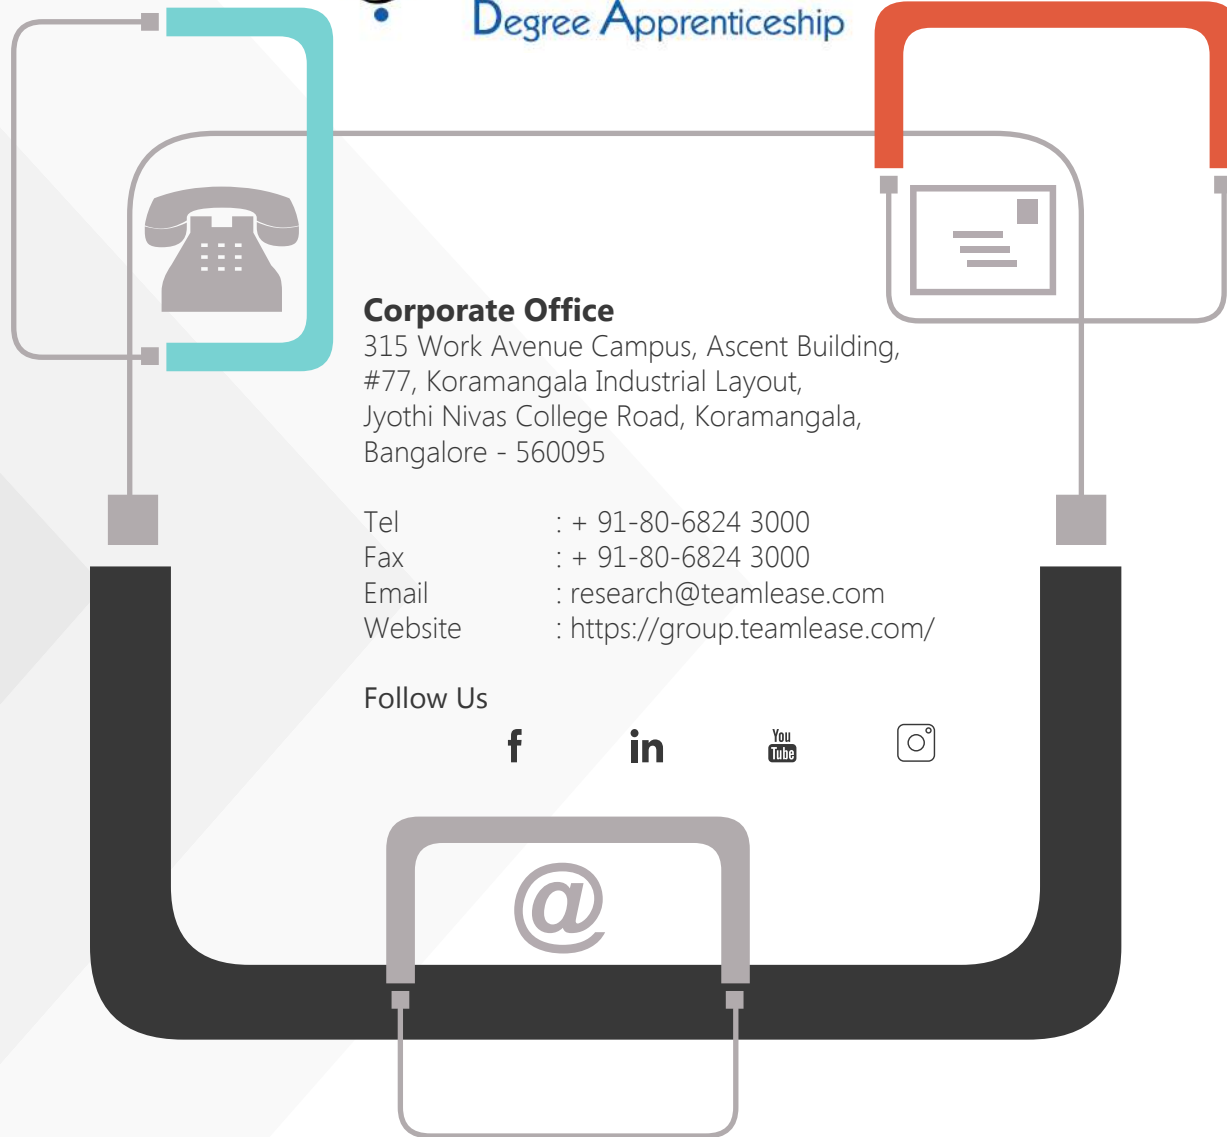 Degree Apprenticeship
Corporate Office
315 Work Avenue Campus, Ascent Building,
#77, Koramangala Industrial Layout,
Jyothi Nivas College Road, Koramangala,
Bangalore - 560095
Tel : + 91-80-6824 3000
Fax : + 91-80-6824 3000
Email : research@teamlease.com
Website : https://group.teamlease.com/
Follow Us
f in You Tube
@